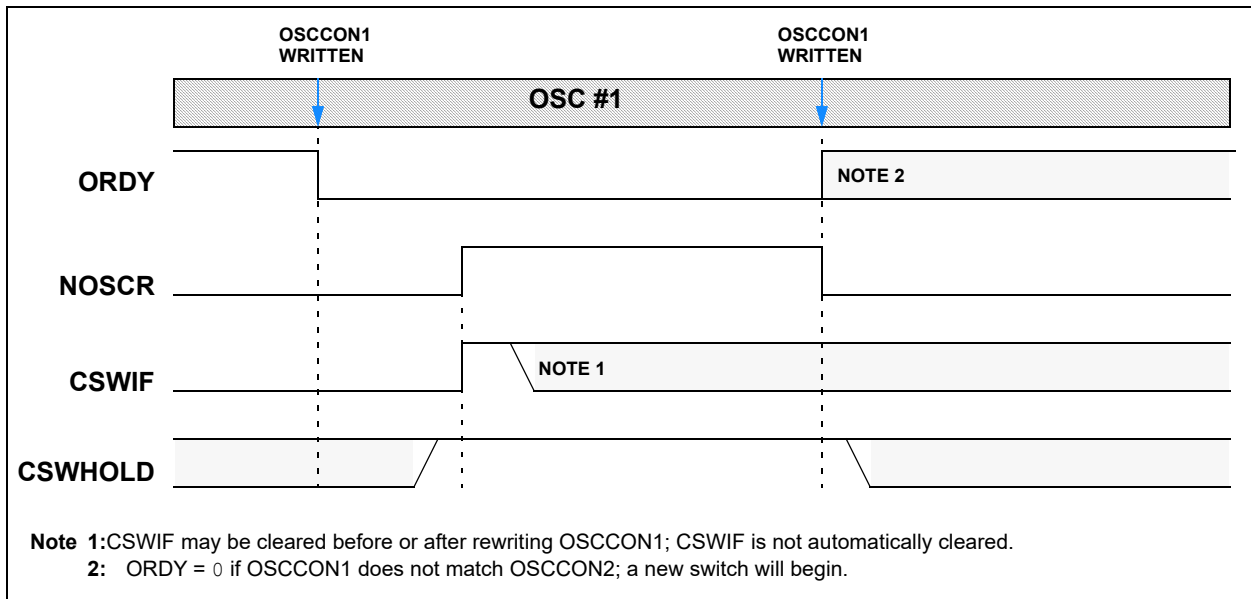 OSCCON1 WRITTEN
OSCCON1 WRITTEN
OSC #1
ORDY
NOTE 2
NOSCR
CSWIF
NOTE 1
CSWHOLD
Note 1:CSWIF may be cleared before or after rewriting OSCCON1; CSWIF is not automatically cleared.
2: ORDY = 0 if OSCCON1 does not match OSCCON2; a new switch will begin.